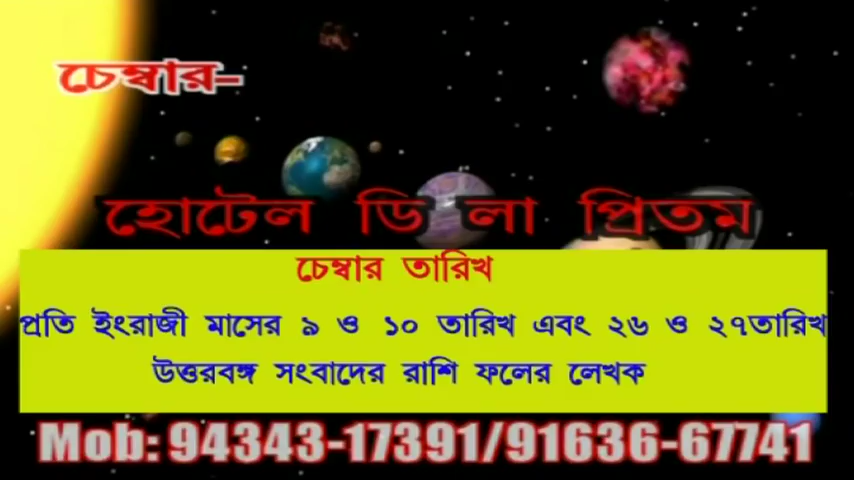 চেম্বার-
হোটেল ডি লা প্রিতম
চেম্বার তারিখ
প্রতি ইংরাজী মাসের ৯ ও ১০ তারিখ এবং ২৬ ও ২৭তারিখ
উত্তরবঙ্গ সংবাদের রাশি ফলের লেখক
Mob: 94343-17391/91636-67741